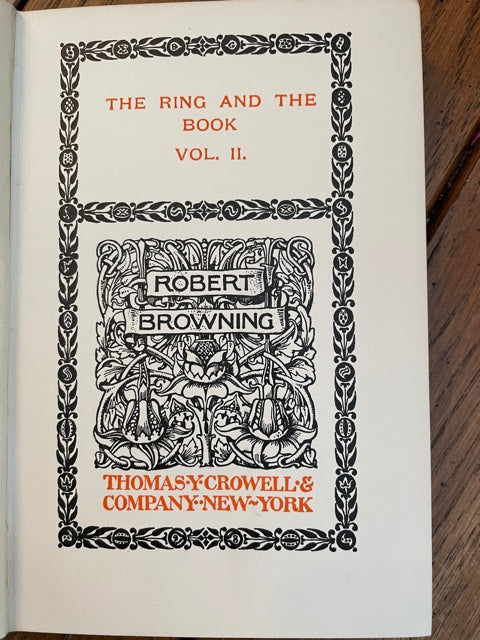 THE RING AND THE
BOOK
VOL. II.
ROBERT
BROWNING
THOMAS·Y·CROWELL·&
COMPANY··NEW~YORK